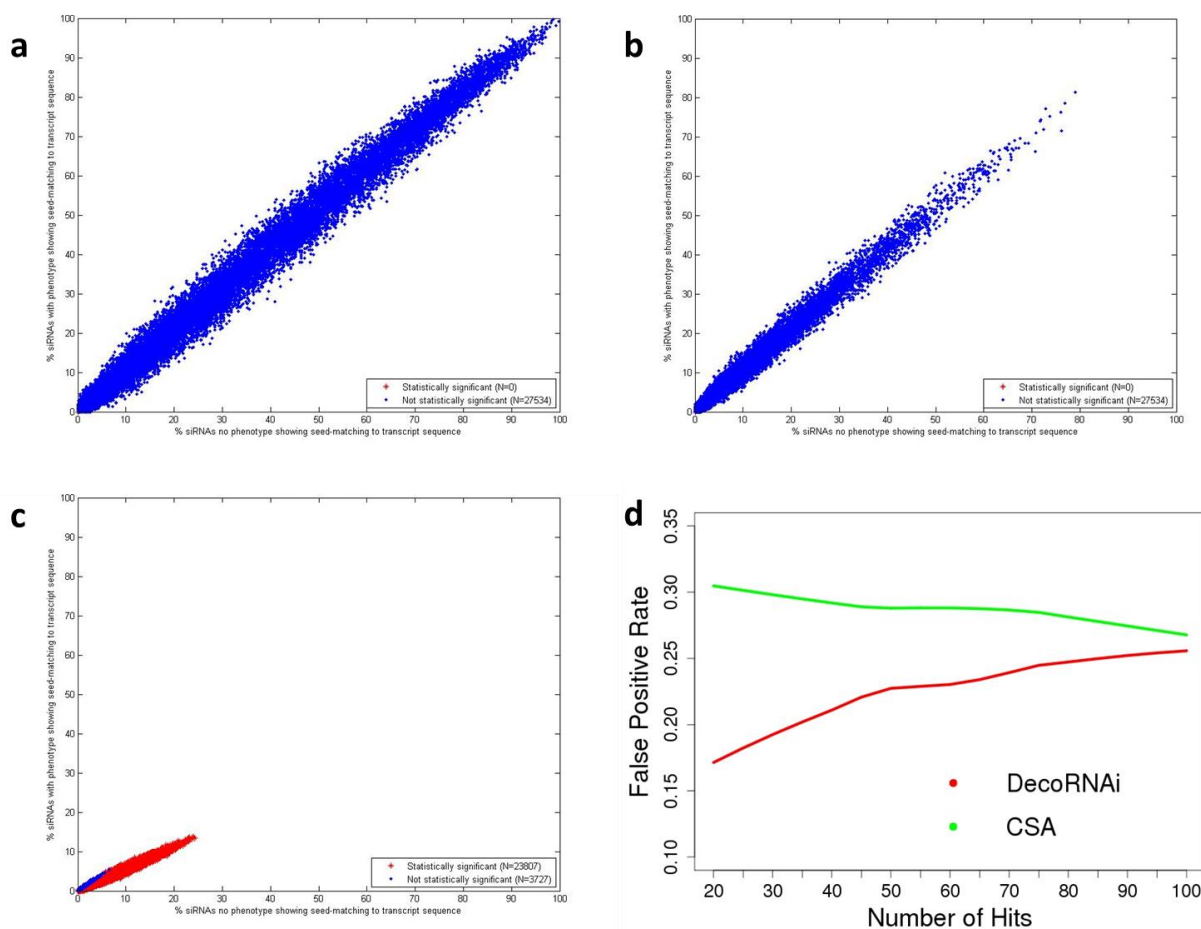 a
% siRNAs with phenotype showing seed-matching to transcript sequence
100
90
80
70
60
50
40
30
20
10
0
Statistically significant (N=0)
Not statistically significant (N=27534)
0 10 20 30 40 50 60 70 80 90 100
% siRNAs no phenotype showing seed-matching to transcript sequence
b
% siRNAs with phenotype showing seed-matching to transcript sequence
100
90
80
70
60
50
40
30
20
10
0
Statistically significant (N=0)
Not statistically significant (N=27534)
0 10 20 30 40 50 60 70 80 90 100
% siRNAs no phenotype showing seed-matching to transcript sequence
c
% siRNAs with phenotype showing seed-matching to transcript sequence
100
90
80
70
60
50
40
30
20
10
0
Statistically significant (N=23807)
Not statistically significant (N=3727)
0 10 20 30 40 50 60 70 80 90 100
% siRNAs no phenotype showing seed-matching to transcript sequence
d
False Positive Rate
0.35
0.30
0.25
0.20
0.15
0.10
DecoRNAi
CSA
20 30 40 50 60 70 80 90 100
Number of Hits